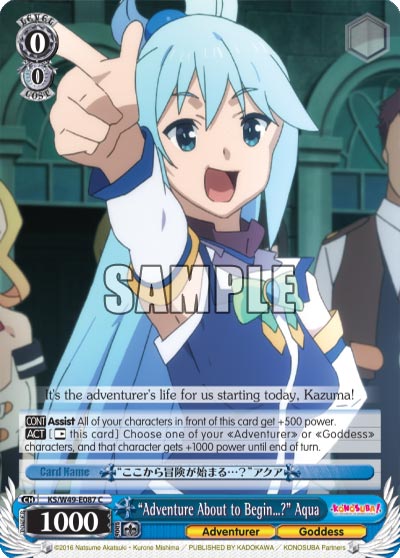 LEVEL
0
0
COST
SAMPLE
It's the adventurer's life for us starting today, Kazuma!
CONT Assist All of your characters in front of this card get +500 power.
ACT [ this card] Choose one of your «Adventurer» or «Goddess»
characters, and that character gets +1000 power until end of turn.
Card Name “ここから冒険が始まる…？”アクア
CH KS/W49-E087 C
1000
“Adventure About to Begin...?” Aqua
KONOSUBA
Adventurer Goddess
©2016 Natsume Akatsuki・Kurone Mishima / PUBLISHED BY KADOKAWA / KONOSUBA Partners